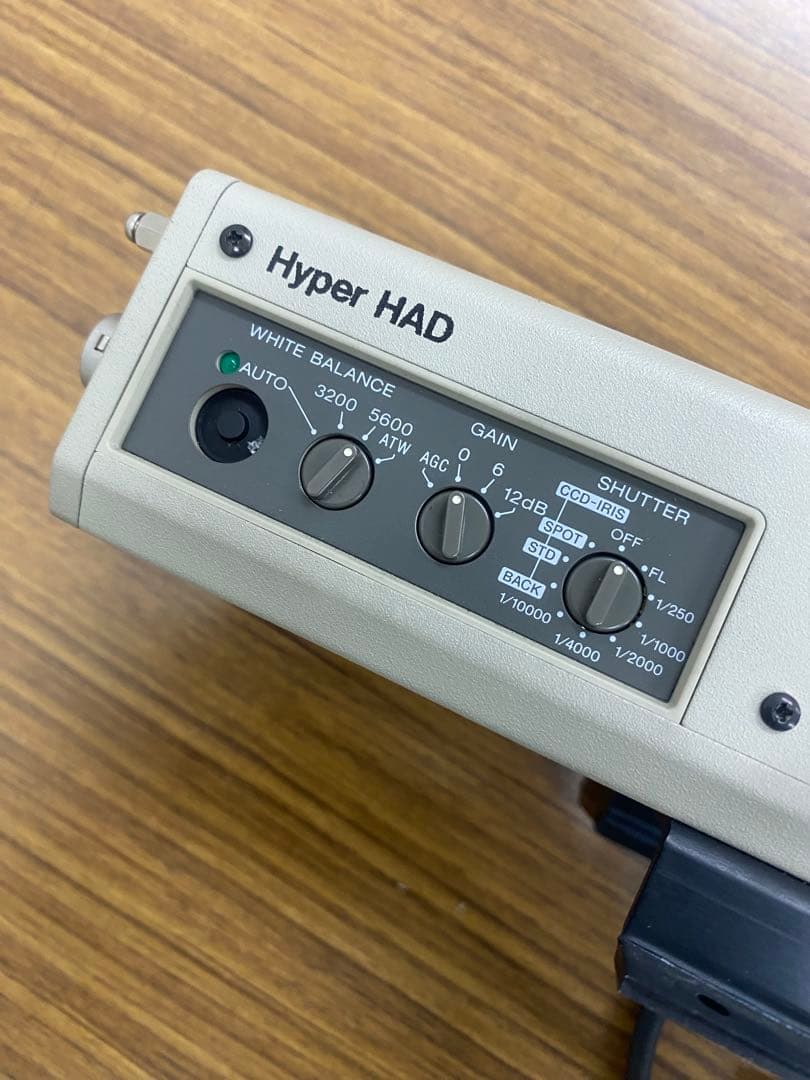 Hyper HAD
WHITE BALANCE
AUTO
3200
5600
ATW
GAIN
AGC
0
6
12dB
SHUTTER
CCD-IRIS
SPOT
STD
BACK
OFF
FL
1/250
1/1000
1/2000
1/4000
1/10000